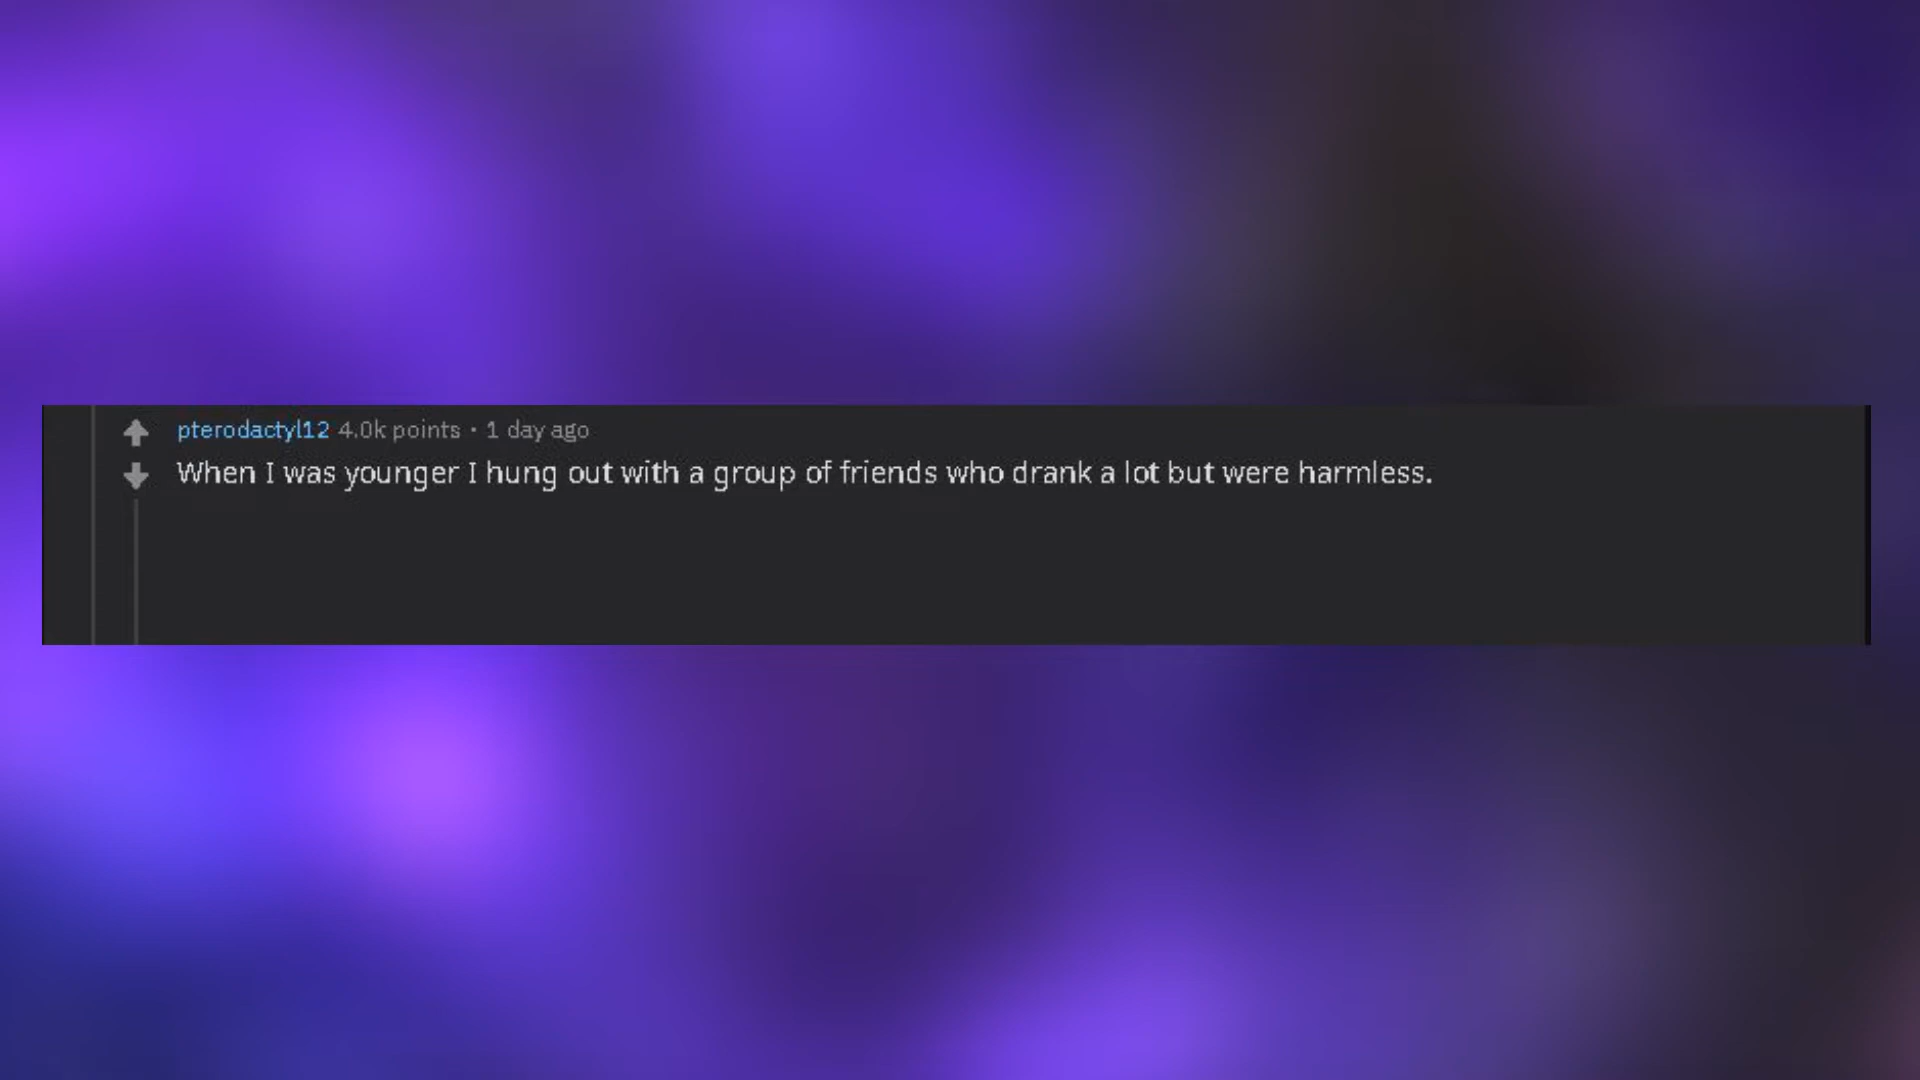 pterodactyl12 4.0k points · 1 day ago
When I was younger I hung out with a group of friends who drank a lot but were harmless.